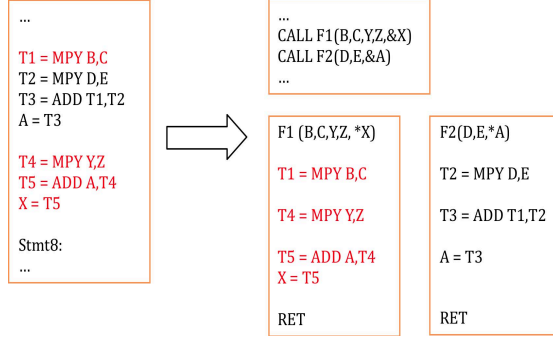 ...
T1 = MPY B,C
T2 = MPY D,E
T3 = ADD T1,T2
A = T3
T4 = MPY Y,Z
T5 = ADD A,T4
X = T5
Stmt8:
...
...
CALL F1(B,C,Y,Z,&X)
CALL F2(D,E,&A)
...
F1 (B,C,Y,Z, *X)
T1 = MPY B,C
T4 = MPY Y,Z
T5 = ADD A,T4
X = T5
RET
F2(D,E,*A)
T2 = MPY D,E
T3 = ADD T1,T2
A = T3
RET